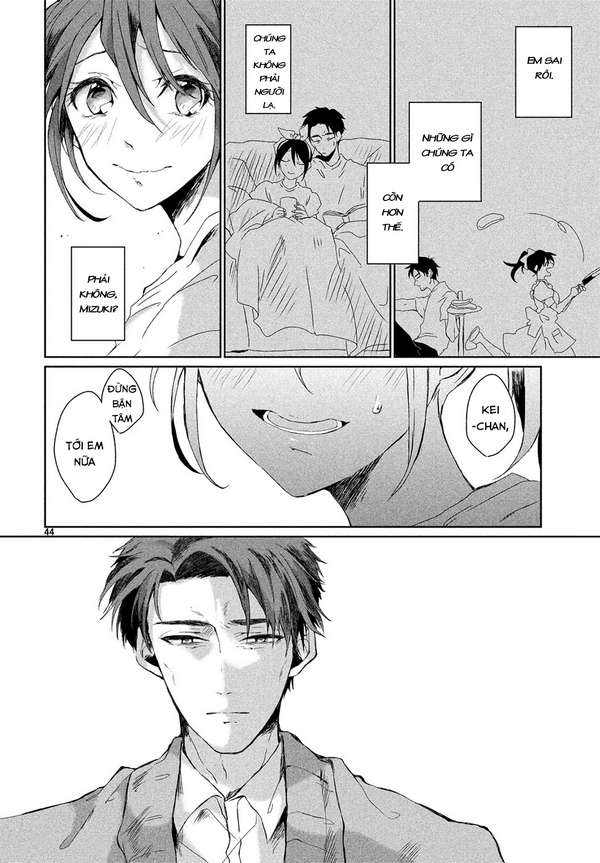 EM SAI
RỒI.
NHỮNG GÌ
CHÚNG TA
CÓ
CÒN
HƠN
THẾ.
CHÚNG
TA
KHÔNG
PHẢI
NGƯỜI
LẠ.
PHẢI
KHÔNG,
MIZUKI?
KEI
-CHAN,
ĐỪNG
BẬN
TÂM
TỚI EM
NỮA
44